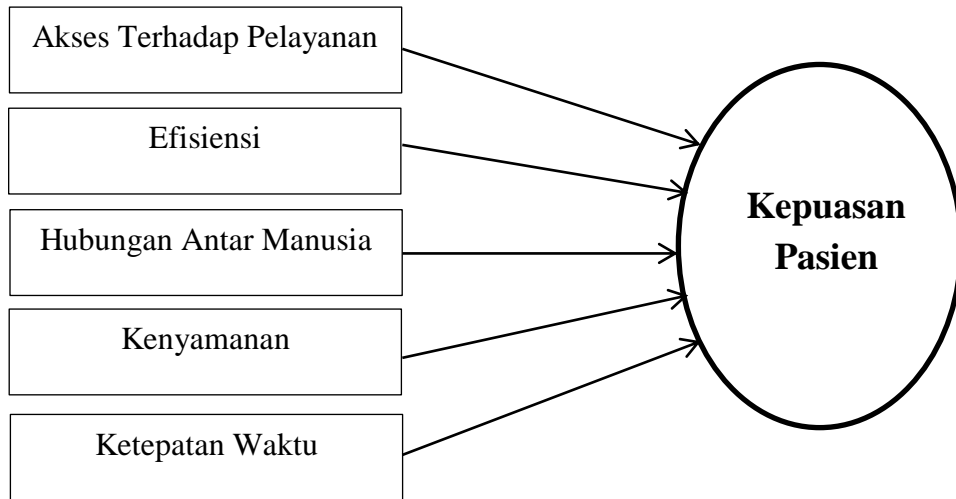 Akses Terhadap Pelayanan
Efisiensi
Hubungan Antar Manusia
Kenyamanan
Ketepatan Waktu
Kepuasan
Pasien